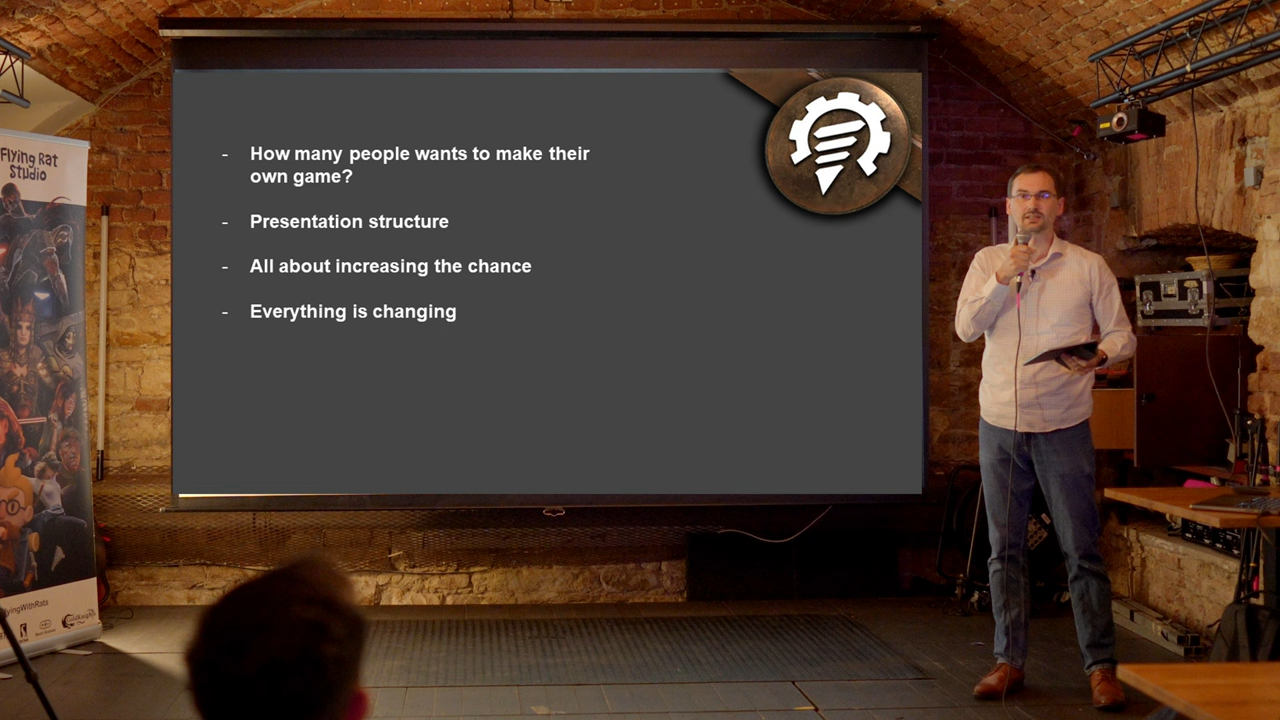 Flying Rat
Studio
- How many people wants to make their
own game?
- Presentation structure
- All about increasing the chance
- Everything is changing